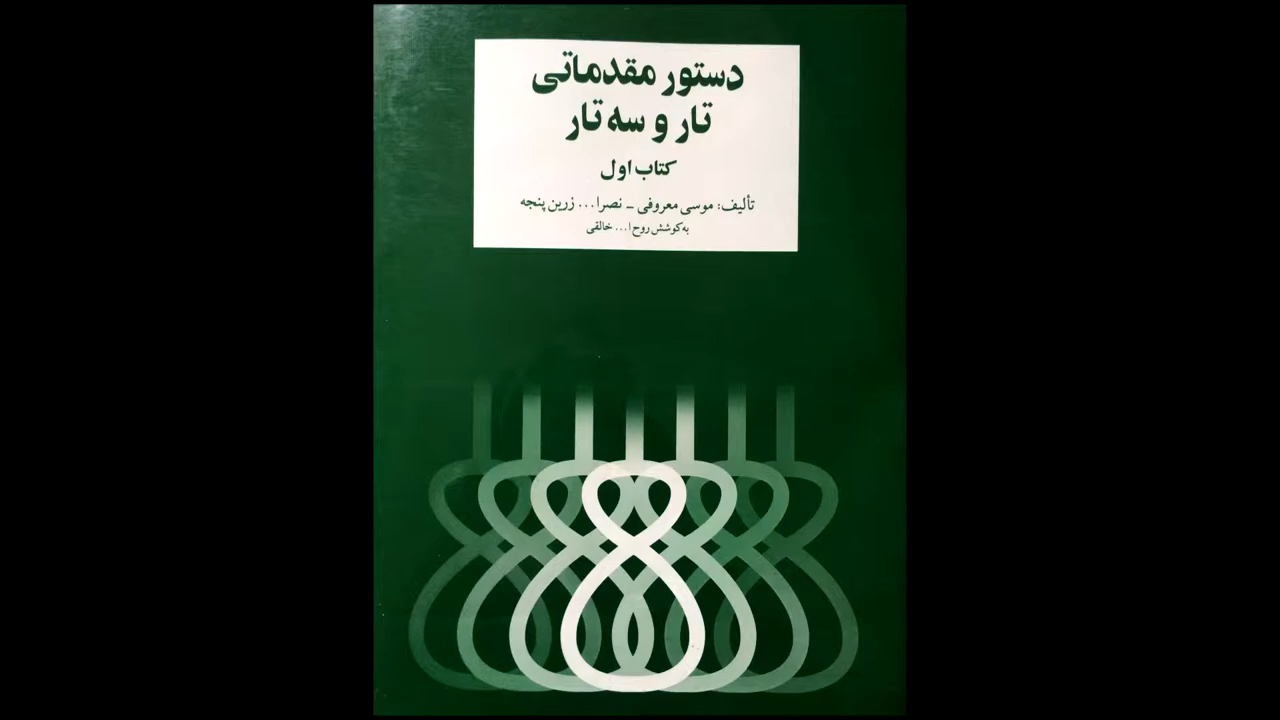 دستور مقدماتی
تار و سه تار
کتاب اول
تألیف: موسی معروفی ـ نصرا... زرین پنجه
به کوشش روح ا... خالقی